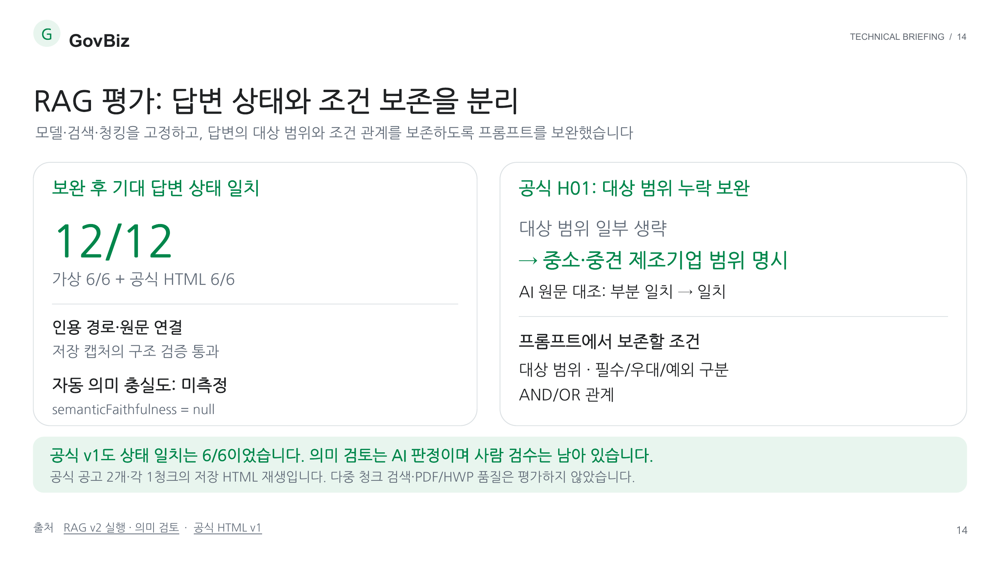 G GovBiz
TECHNICAL BRIEFING / 14
RAG 평가: 답변 상태와 조건 보존을 분리
모델·검색·청킹을 고정하고, 답변의 대상 범위와 조건 관계를 보존하도록 프롬프트를 보완했습니다
보완 후 기대 답변 상태 일치
12/12
가상 6/6 + 공식 HTML 6/6
인용 경로·원문 연결
저장 캡처의 구조 검증 통과
자동 의미 충실도: 미측정
semanticFaithfulness = null
공식 H01: 대상 범위 누락 보완
대상 범위 일부 생략
→ 중소·중견 제조기업 범위 명시
AI 원문 대조: 부분 일치 → 일치
프롬프트에서 보존할 조건
대상 범위 · 필수/우대/예외 구분
AND/OR 관계
공식 v1도 상태 일치는 6/6이었습니다. 의미 검토는 AI 판정이며 사람 검수는 남아 있습니다.
공식 공고 2개·각 1청크의 저장 HTML 재생입니다. 다중 청크 검색·PDF/HWP 품질은 평가하지 않았습니다.
출처 RAG v2 실행 · 의미 검토 · 공식 HTML v1
14